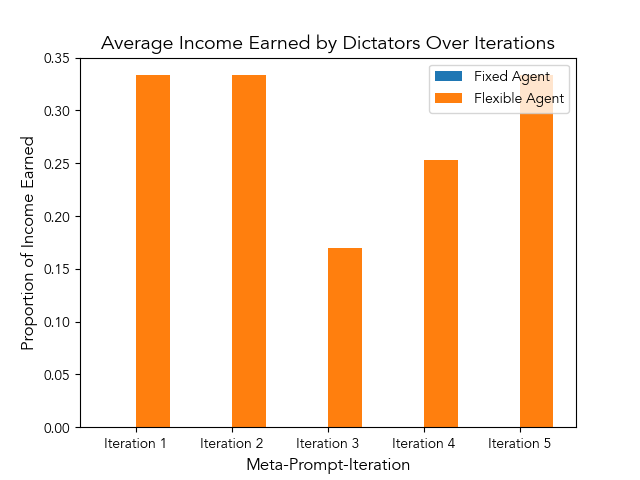 Average Income Earned by Dictators Over Iterations
Fixed Agent
Flexible Agent
Proportion of Income Earned
0.35
0.30
0.25
0.20
0.15
0.10
0.05
0.00
Iteration 1 Iteration 2 Iteration 3 Iteration 4 Iteration 5
Meta-Prompt-Iteration